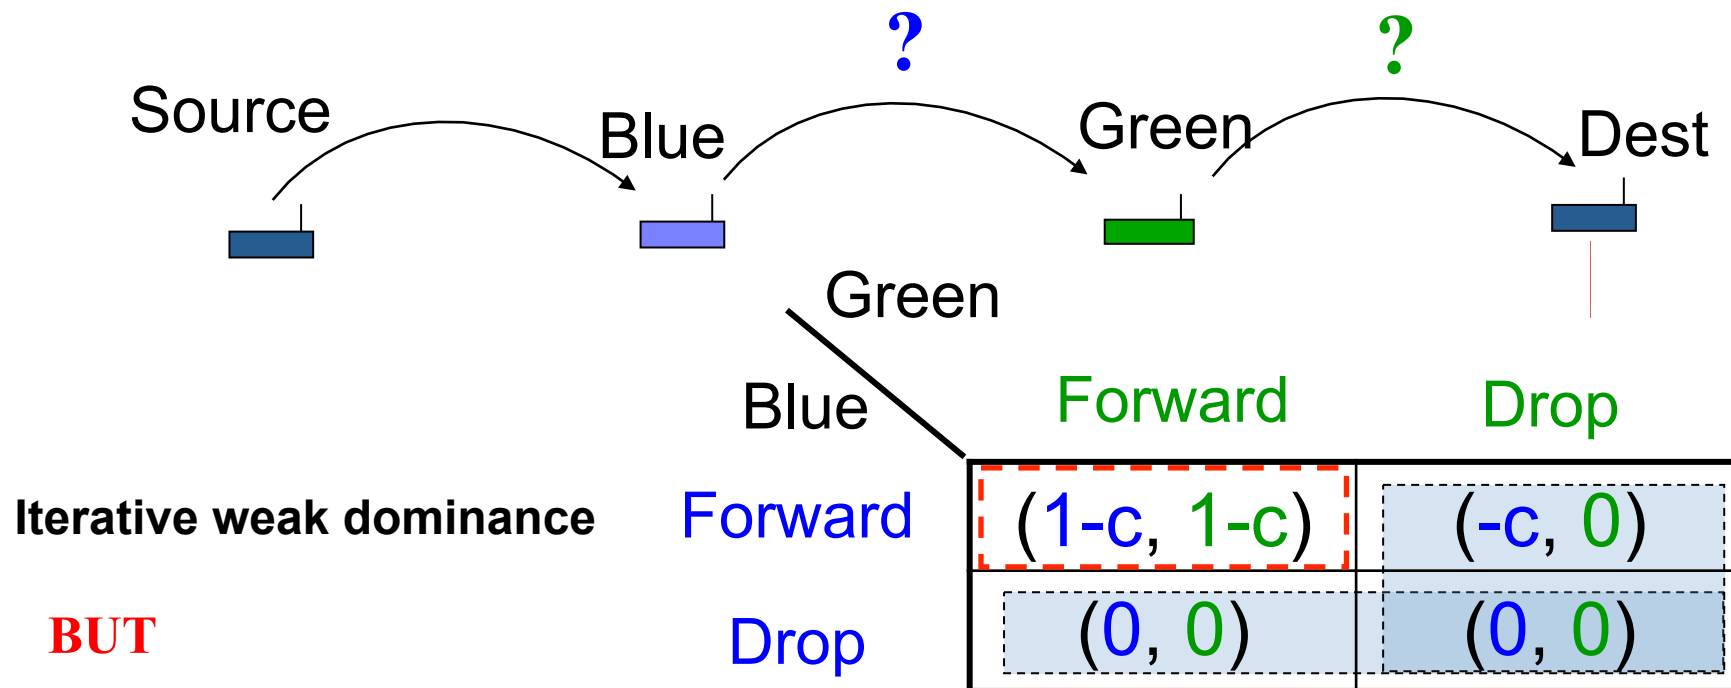 ? ?
Source Blue Green Dest
Green
Blue Forward Drop
Iterative weak dominance Forward (1-c, 1-c) (-c, 0)
BUT Drop (0, 0) (0, 0)